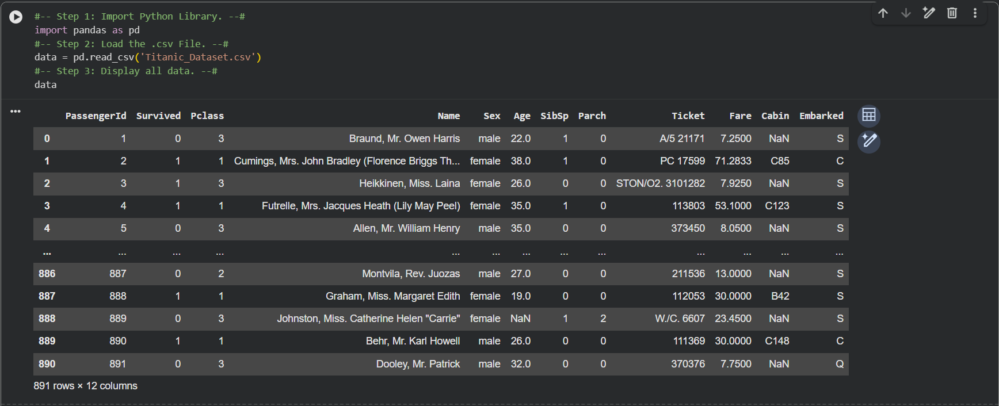 #-- Step 1: Import Python Library. --#
import pandas as pd
#-- Step 2: Load the .csv File. --#
data = pd.read_csv('Titanic_Dataset.csv')
#-- Step 3: Display all data. --#
data
PassengerId Survived Pclass Name Sex Age SibSp Parch Ticket Fare Cabin Embarked
0 1 0 3 Braund, Mr. Owen Harris male 22.0 1 0 A/5 21171 7.2500 NaN S
1 2 1 1 Cumings, Mrs. John Bradley (Florence Briggs Th... female 38.0 1 0 PC 17599 71.2833 C85 C
2 3 1 3 Heikkinen, Miss. Laina female 26.0 0 0 STON/O2. 3101282 7.9250 NaN S
3 4 1 1 Futrelle, Mrs. Jacques Heath (Lily May Peel) female 35.0 1 0 113803 53.1000 C123 S
4 5 0 3 Allen, Mr. William Henry male 35.0 0 0 373450 8.0500 NaN S
... ... ... ... ... ... ... ... ... ... ... ... ...
886 887 0 2 Montvila, Rev. Juozas male 27.0 0 0 211536 13.0000 NaN S
887 888 1 1 Graham, Miss. Margaret Edith female 19.0 0 0 112053 30.0000 B42 S
888 889 0 3 Johnston, Miss. Catherine Helen "Carrie" female NaN 1 2 W./C. 6607 23.4500 NaN S
889 890 1 1 Behr, Mr. Karl Howell male 26.0 0 0 111369 30.0000 C148 C
890 891 0 3 Dooley, Mr. Patrick male 32.0 0 0 370376 7.7500 NaN Q
891 rows × 12 columns